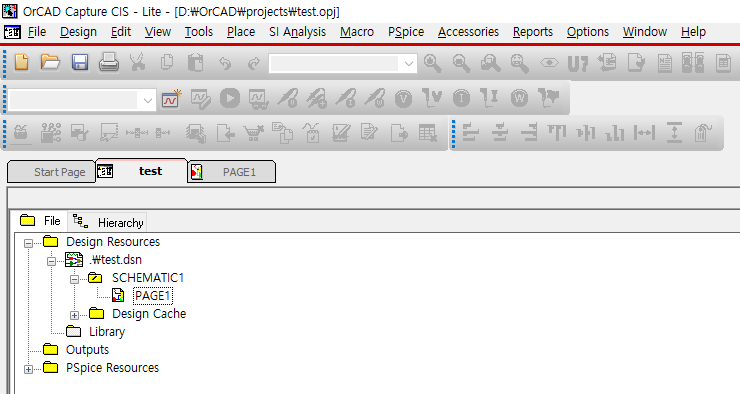 OrCAD Capture CIS - Lite - [D:₩OrCAD₩projects₩test.opj]
File Design Edit View Tools Place SI Analysis Macro PSpice Accessories Reports Options Window Help
U?
V V I I W
Start Page test PAGE1
File Hierarchy
Design Resources
.₩test.dsn
SCHEMATIC1
PAGE1
Design Cache
Library
Outputs
PSpice Resources